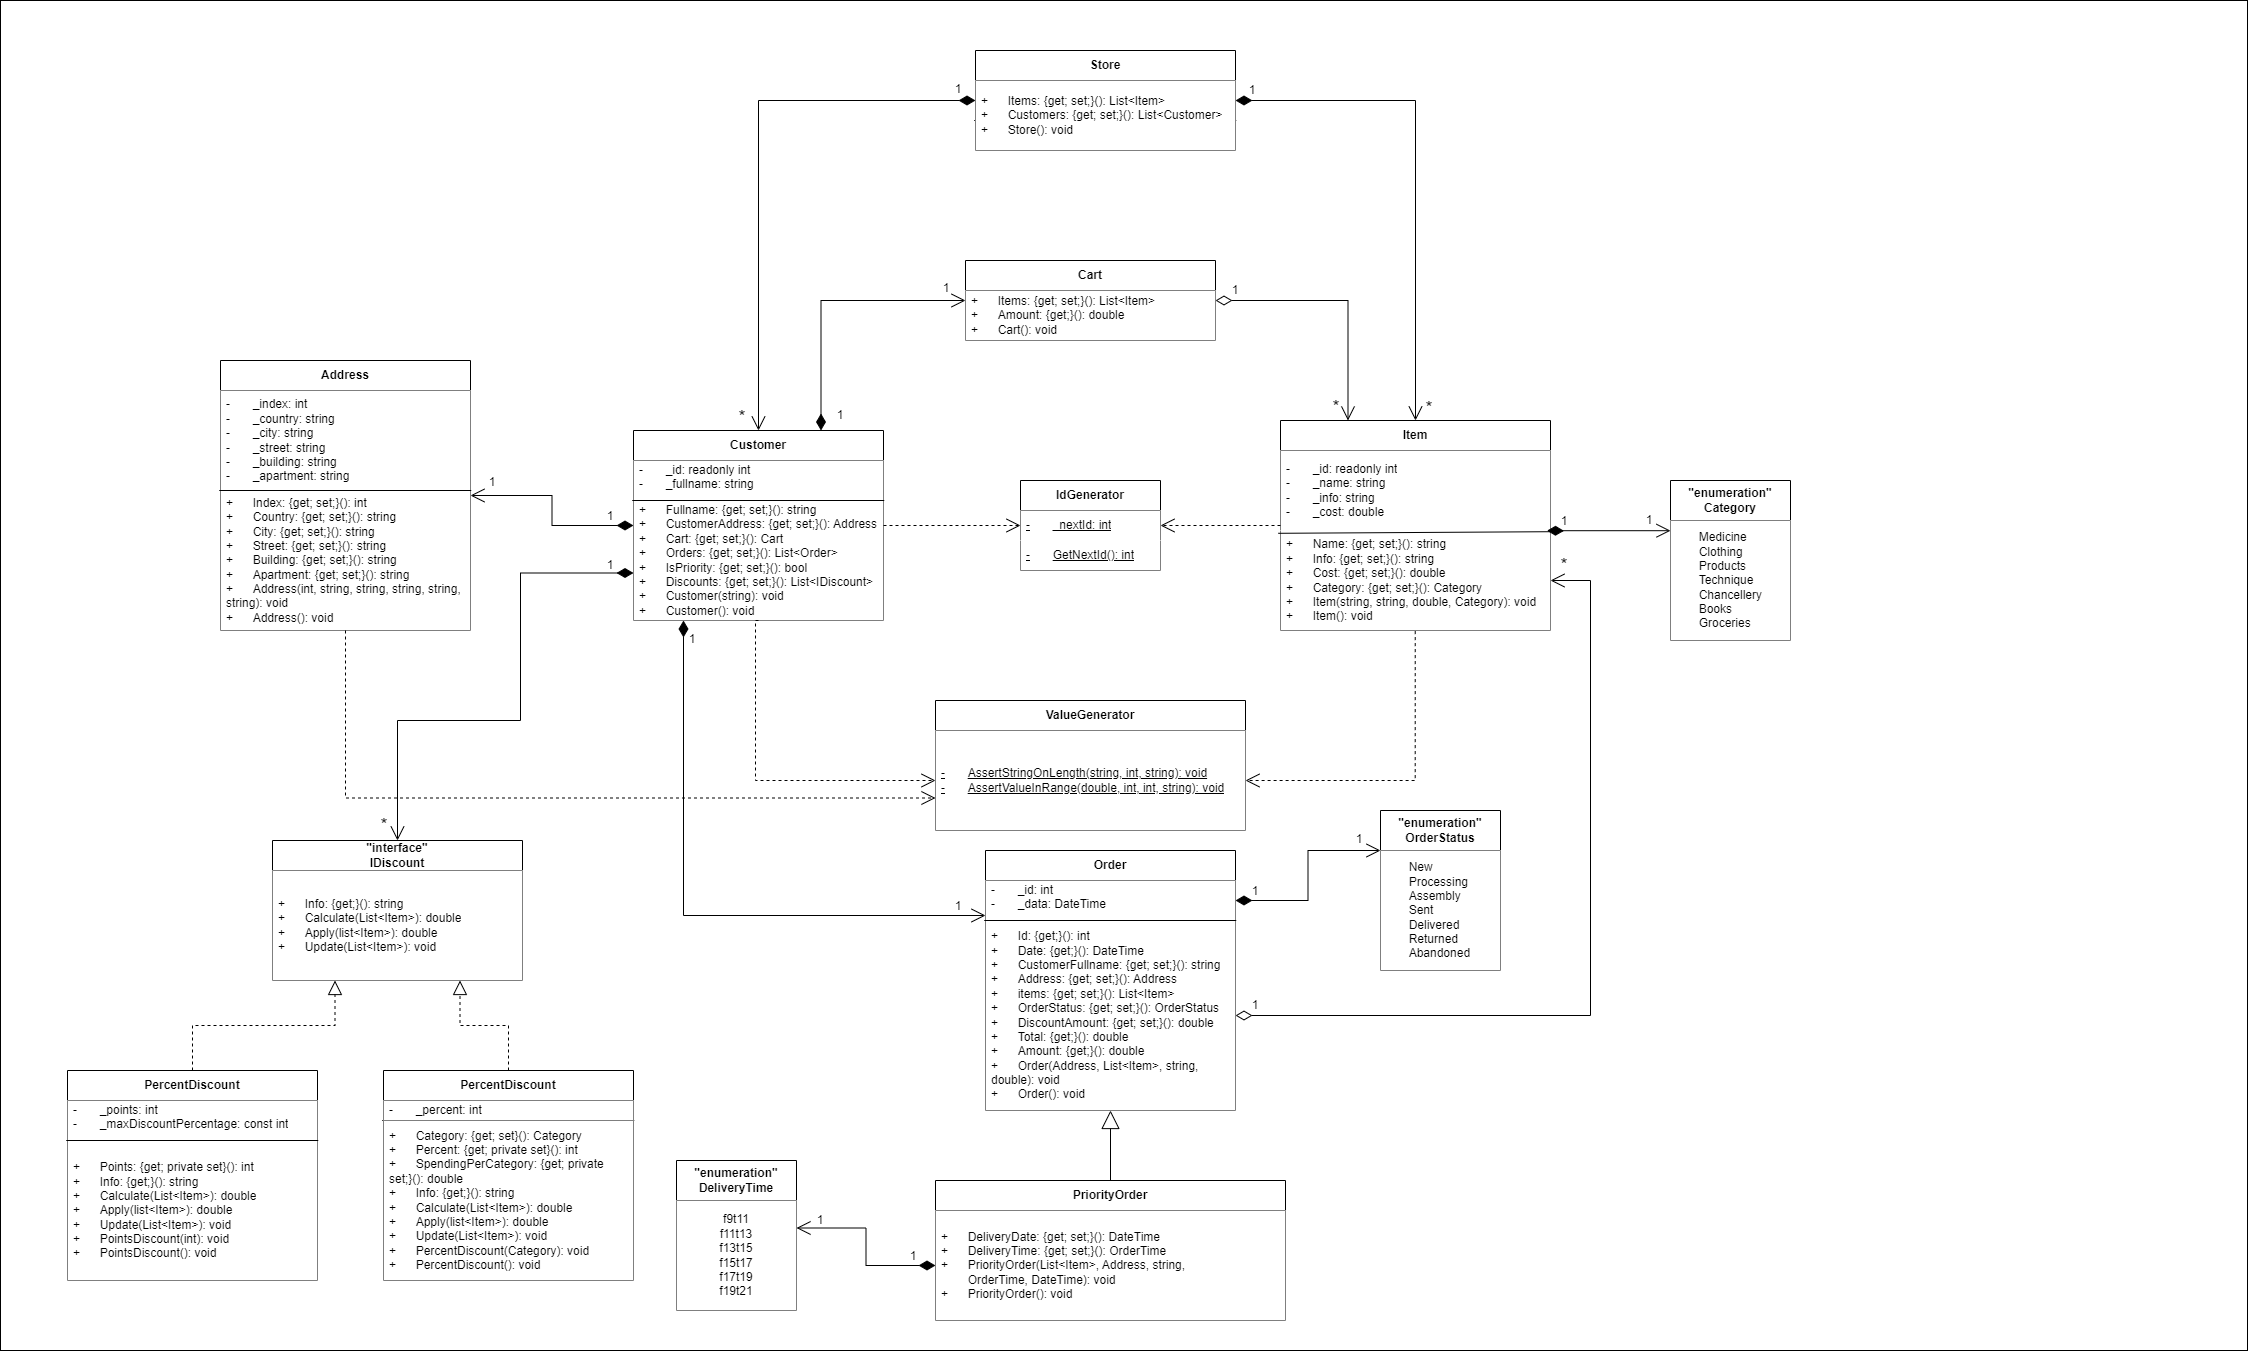 Store
1
1
+ Items: {get; set;}(): List<Item>
+ Customers: {get; set;}(): List<Customer>
+ Store(): void
Cart
1
1
+ Items: {get; set;}(): List<Item>
+ Amount: {get;}(): double
+ Cart(): void
Address
- _index: int
- _country: string
- _city: string
- _street: string
- _building: string
- _apartment: string
+ Index: {get; set;}(): int
+ Country: {get; set;}(): string
+ City: {get; set;}(): string
+ Street: {get; set;}(): string
+ Building: {get; set;}(): string
+ Apartment: {get; set;}(): string
+ Address(int, string, string, string, string,
string): void
+ Address(): void
1
1
1
* 1
Customer
- _id: readonly int
- _fullname: string
+ Fullname: {get; set;}(): string
+ CustomerAddress: {get; set;}(): Address
+ Cart: {get; set;}(): Cart
+ Orders: {get; set;}(): List<Order>
+ IsPriority: {get; set;}(): bool
+ Discounts: {get; set;}(): List<IDiscount>
+ Customer(string): void
+ Customer(): void
1
IdGenerator
- _nextId: int
- GetNextId(): int
* *
Item
- _id: readonly int
- _name: string
- _info: string
- _cost: double
+ Name: {get; set;}(): string
+ Info: {get; set;}(): string
+ Cost: {get; set;}(): double
+ Category: {get; set;}(): Category
+ Item(string, string, double, Category): void
+ Item(): void
1
1
*
"enumeration"
Category
Medicine
Clothing
Products
Technique
Chancellery
Books
Groceries
ValueGenerator
- AssertStringOnLength(string, int, string): void
- AssertValueInRange(double, int, int, string): void
*
"interface"
IDiscount
+ Info: {get;}(): string
+ Calculate(List<Item>): double
+ Apply(list<Item>): double
+ Update(List<Item>): void
1
Order
- _id: int
- _data: DateTime
+ Id: {get;}(): int
+ Date: {get;}(): DateTime
+ CustomerFullname: {get; set;}(): string
+ Address: {get; set;}(): Address
+ items: {get; set;}(): List<Item>
+ OrderStatus: {get; set;}(): OrderStatus
+ DiscountAmount: {get; set;}(): double
+ Total: {get;}(): double
+ Amount: {get;}(): double
+ Order(Address, List<Item>, string,
double): void
+ Order(): void
1
1
1
"enumeration"
OrderStatus
New
Processing
Assembly
Sent
Delivered
Returned
Abandoned
PercentDiscount
- _points: int
- _maxDiscountPercentage: const int
+ Points: {get; private set}(): int
+ Info: {get;}(): string
+ Calculate(List<Item>): double
+ Apply(list<Item>): double
+ Update(List<Item>): void
+ PointsDiscount(int): void
+ PointsDiscount(): void
PercentDiscount
- _percent: int
+ Category: {get; set}(): Category
+ Percent: {get; private set}(): int
+ SpendingPerCategory: {get; private
set;}(): double
+ Info: {get;}(): string
+ Calculate(List<Item>): double
+ Apply(list<Item>): double
+ Update(List<Item>): void
+ PercentDiscount(Category): void
+ PercentDiscount(): void
"enumeration"
DeliveryTime
f9t11
f11t13
f13t15
f15t17
f17t19
f19t21
1
1
PriorityOrder
+ DeliveryDate: {get; set;}(): DateTime
+ DeliveryTime: {get; set;}(): OrderTime
+ PriorityOrder(List<Item>, Address, string,
OrderTime, DateTime): void
+ PriorityOrder(): void